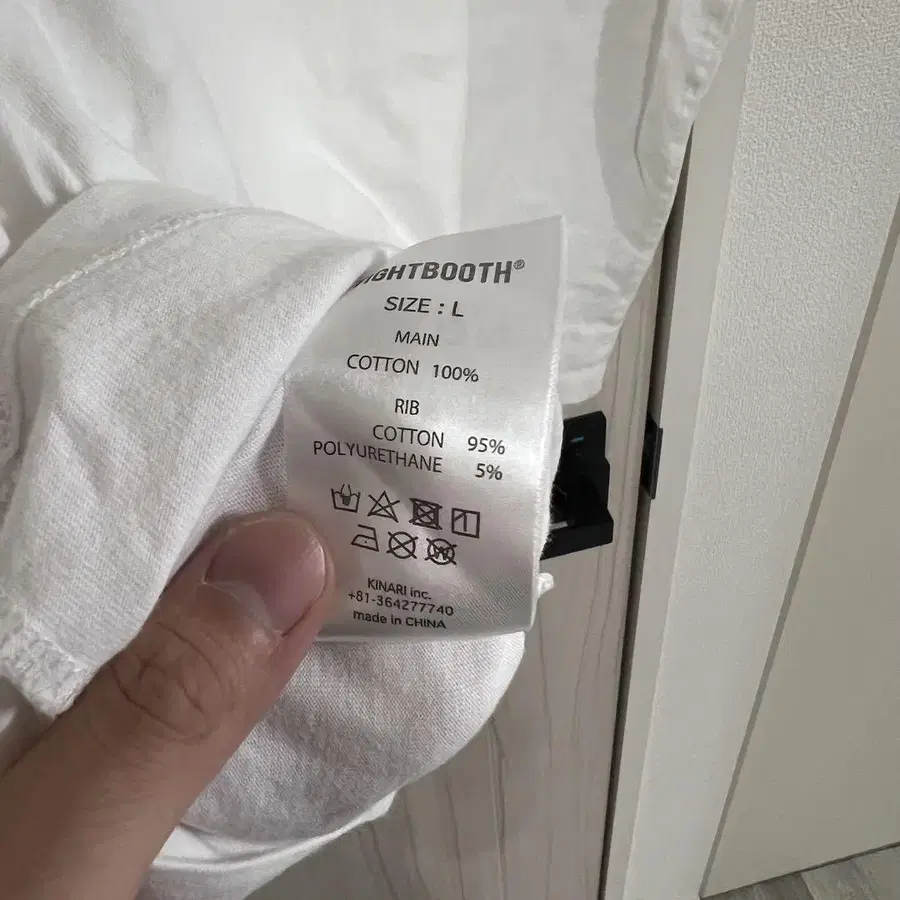 IGHTBOOTH®
SIZE : L
MAIN
COTTON 100%
RIB
COTTON 95%
POLYURETHANE 5%
W
KINARI inc.
+81-364277740
made in CHINA